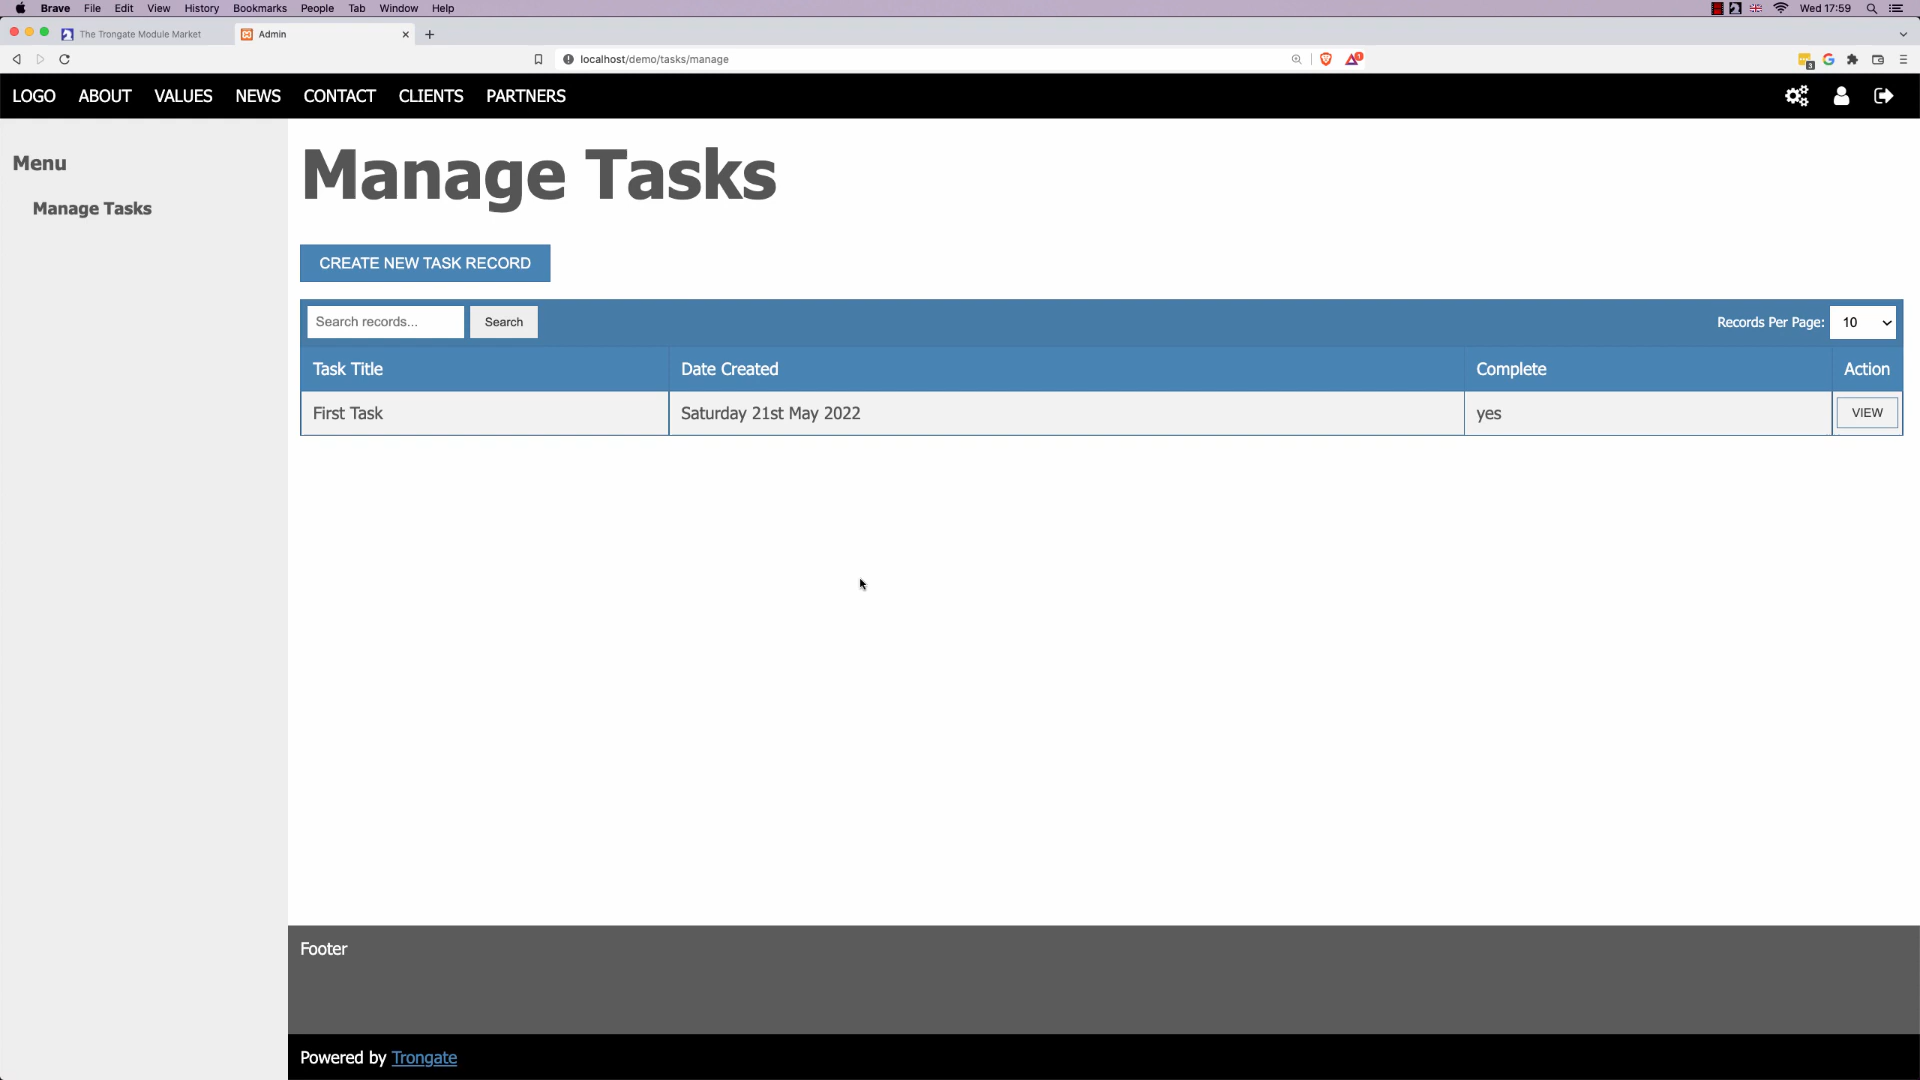 Brave File Edit View History Bookmarks People Tab Window Help Wed 17:59
The Trongate Module Market Admin
localhost/demo/tasks/manage 1 3
LOGO ABOUT VALUES NEWS CONTACT CLIENTS PARTNERS
Menu
Manage Tasks
Manage Tasks
CREATE NEW TASK RECORD
Search records... Search Records Per Page: 10
Task Title Date Created Complete Action
First Task Saturday 21st May 2022 yes VIEW
Footer
Powered by Trongate